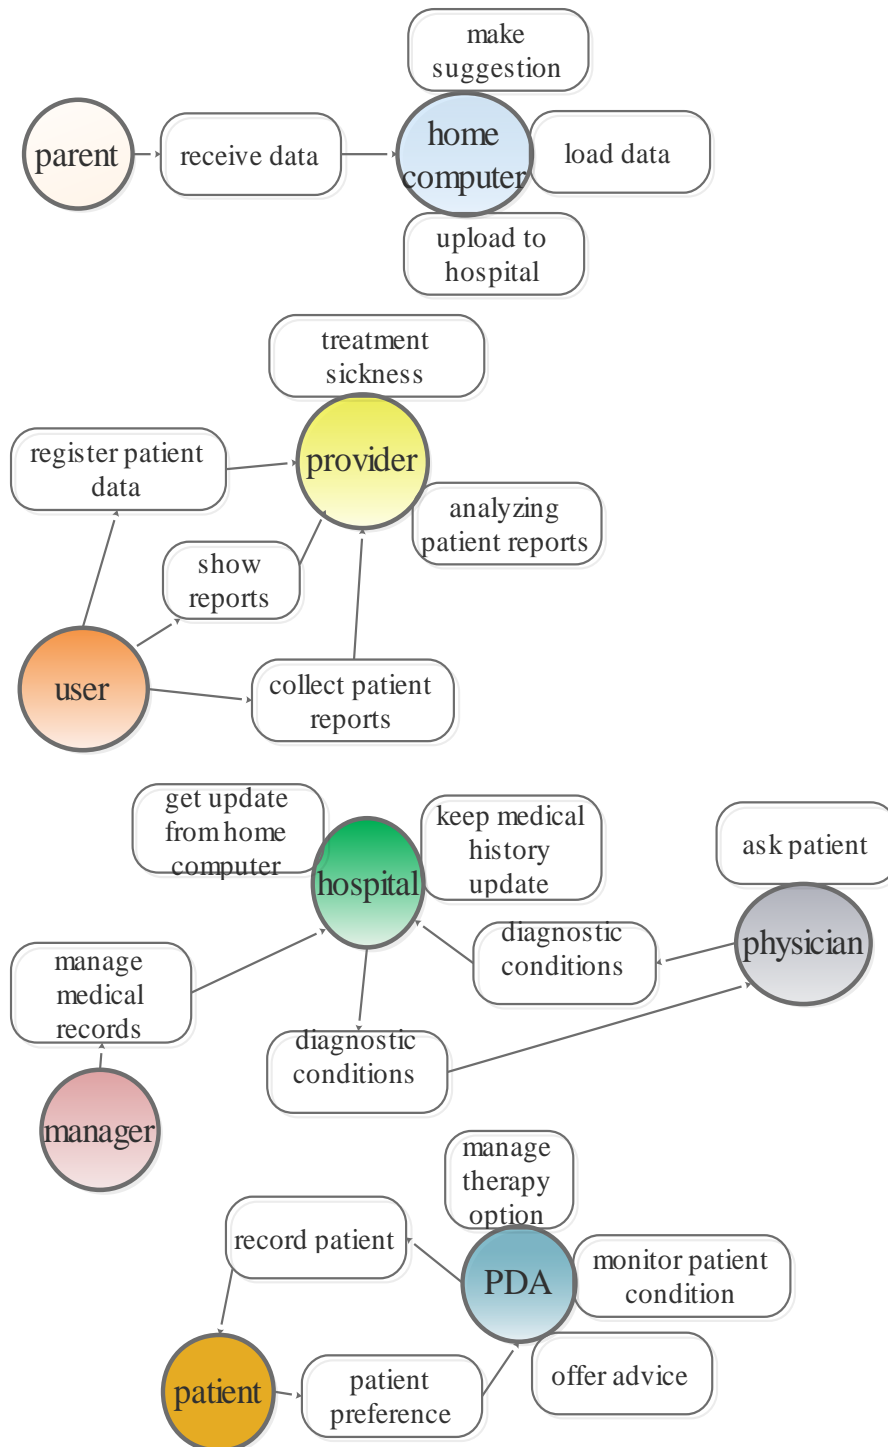 make
suggestion
parent
receive data
home
computer
load data
upload to
hospital
treatment
sickness
register patient
data
provider
analyzing
patient reports
show
reports
user
collect patient
reports
get update
from home
computer
hospital
keep medical
history
update
ask patient
physician
diagnostic
conditions
manage
medical
records
diagnostic
conditions
manager
manage
therapy
option
record patient
PDA
monitor patient
condition
offer advice
patient
patient
preference